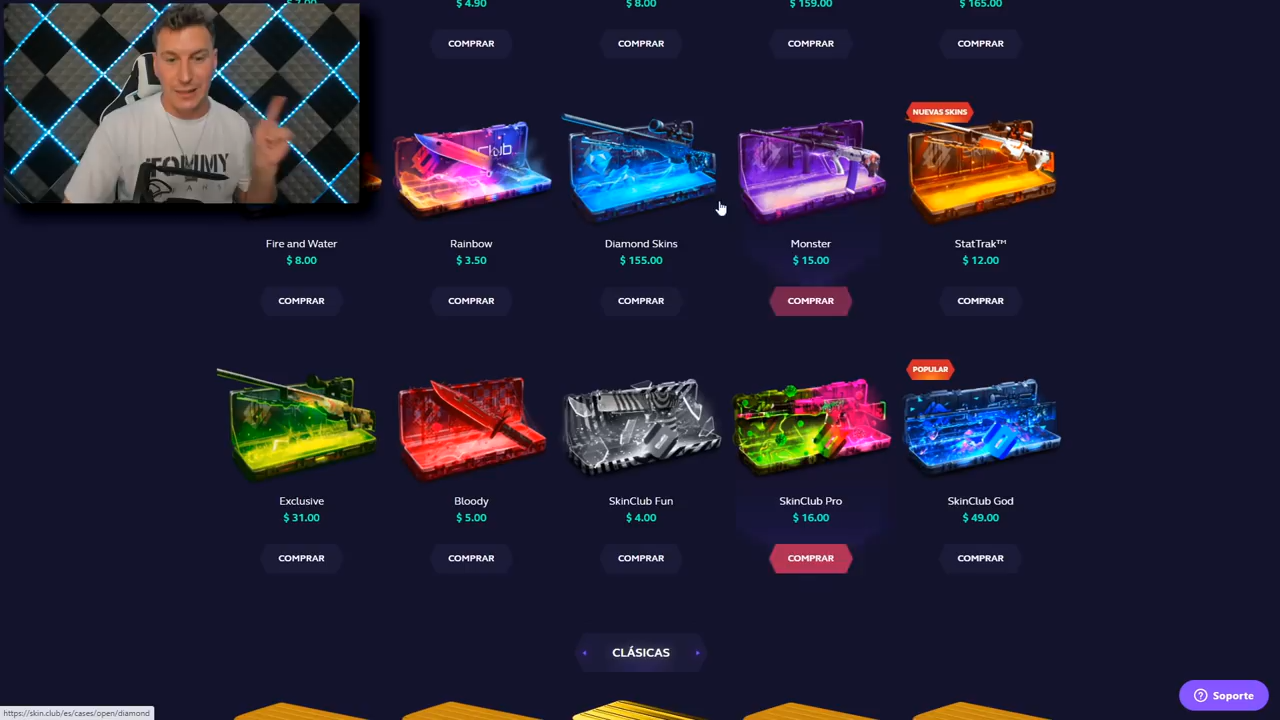 $ 7.00
$ 4.90
$ 8.00
$ 159.00
$ 165.00
COMPRAR
COMPRAR
COMPRAR
COMPRAR
TOMMY
Club
NUEVAS SKINS
Fire and Water
Rainbow
Diamond Skins
Monster
StatTrak™
$ 8.00
$ 3.50
$ 155.00
$ 15.00
$ 12.00
COMPRAR
COMPRAR
COMPRAR
COMPRAR
COMPRAR
POPULAR
Exclusive
Bloody
SkinClub Fun
SkinClub Pro
SkinClub God
$ 31.00
$ 5.00
$ 4.00
$ 16.00
$ 49.00
COMPRAR
COMPRAR
COMPRAR
COMPRAR
COMPRAR
CLÁSICAS
Soporte
https://skin.club/es/cases/open/diamond